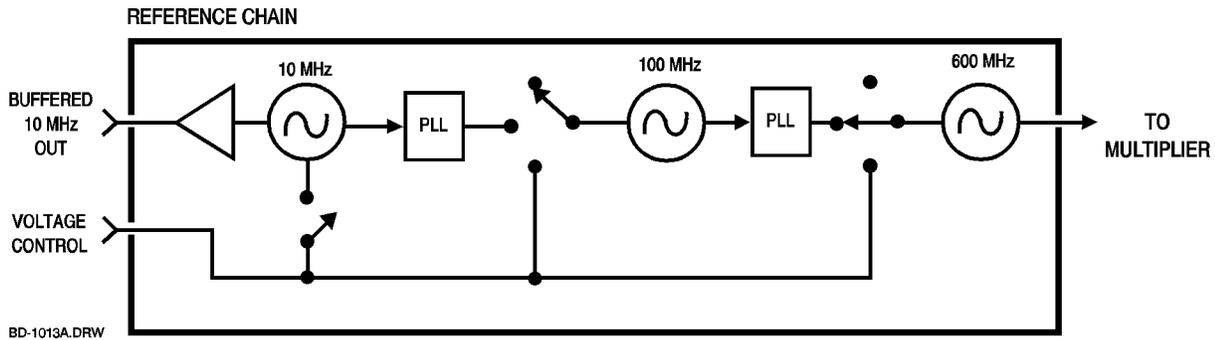 REFERENCE CHAIN
10 MHz
100 MHz
600 MHz
BUFFERED
10 MHz
OUT
PLL
PLL
TO
MULTIPLIER
VOLTAGE
CONTROL
BD-1013A.DRW